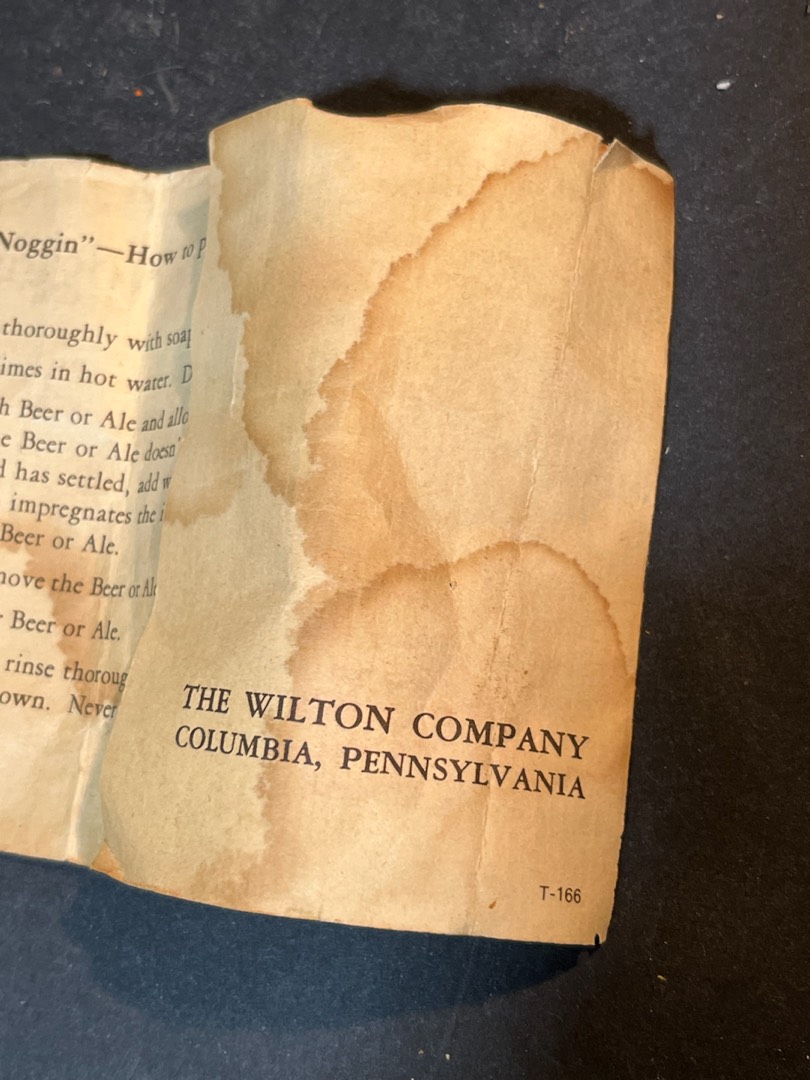 Noggin"—How to P
thoroughly with soap
imes in hot water. D
h Beer or Ale and allo
e Beer or Ale doesn'
d has settled, add w
impregnates the i
Beer or Ale.
nove the Beer or Ale
r Beer or Ale.
rinse thoroug
own. Never
THE WILTON COMPANY
COLUMBIA, PENNSYLVANIA
T-166